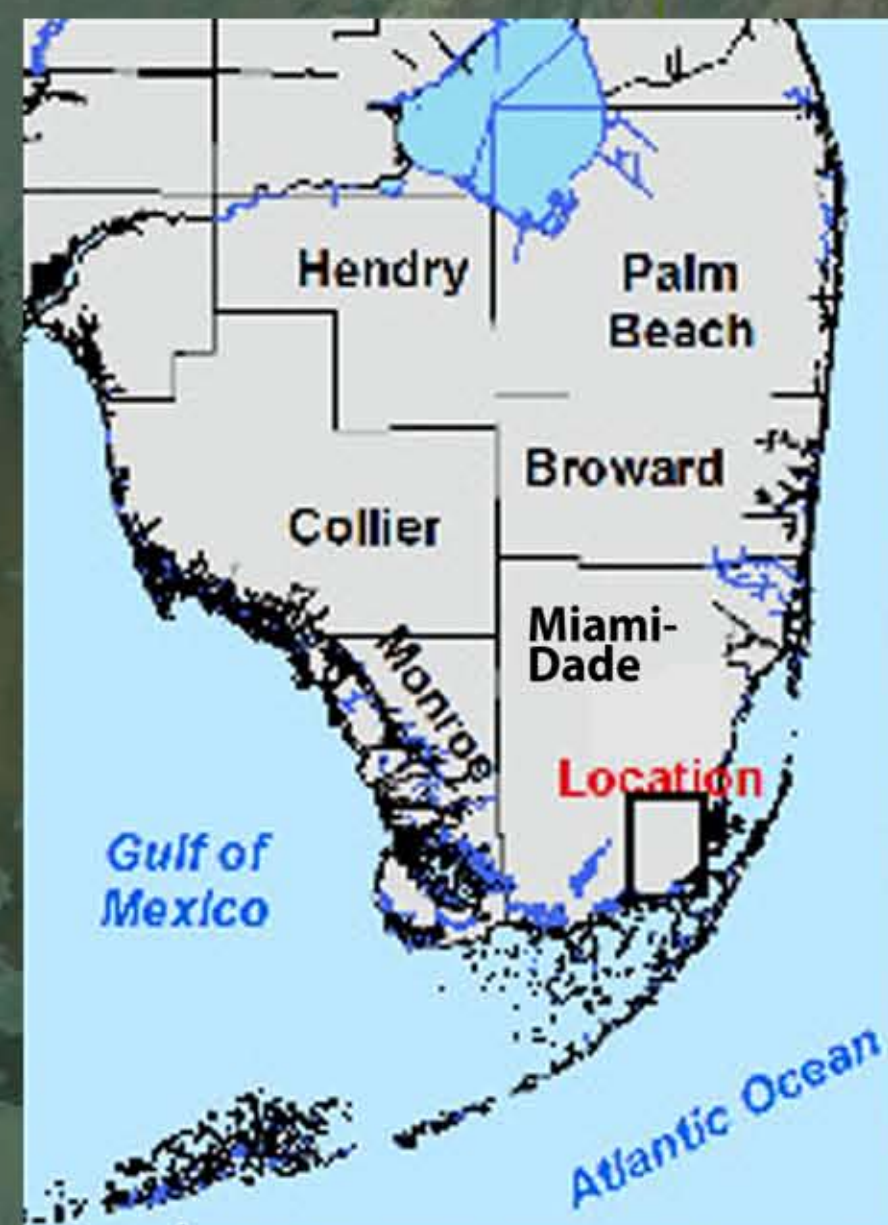 Hendry
Palm
Beach
Broward
Collier
Miami-
Dade
Monroe
Location
Gulf of
Mexico
Atlantic Ocean